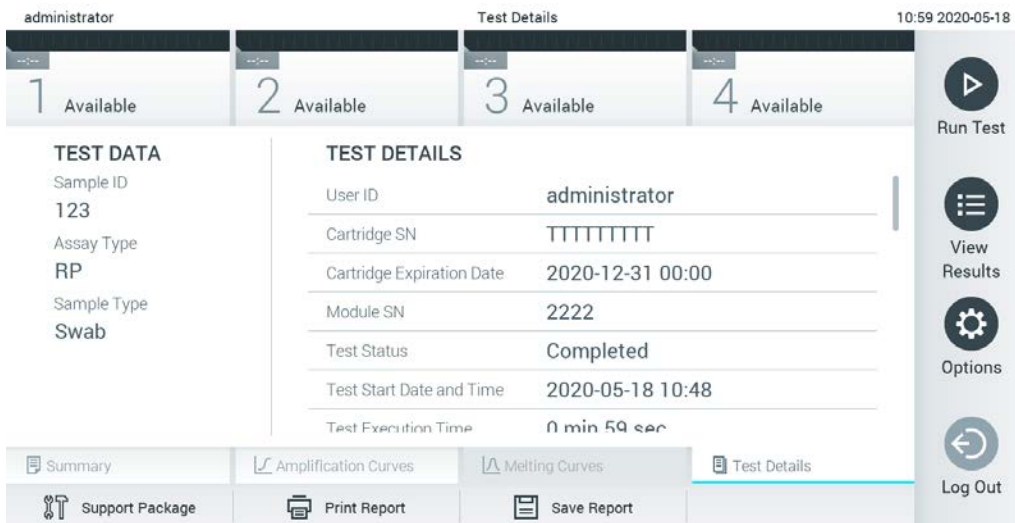 administrator Test Details 10:59 2020-05-18
--:-- --:-- --:-- --:--
1 Available 2 Available 3 Available 4 Available
Run Test
View
Results
Options
Log Out
TEST DATA
Sample ID
123
Assay Type
RP
Sample Type
Swab
TEST DETAILS
User ID administrator
Cartridge SN TTTTTTTTT
Cartridge Expiration Date 2020-12-31 00:00
Module SN 2222
Test Status Completed
Test Start Date and Time 2020-05-18 10:48
Test Execution Time 0 min 59 sec
Summary Amplification Curves Melting Curves Test Details
Support Package Print Report Save Report